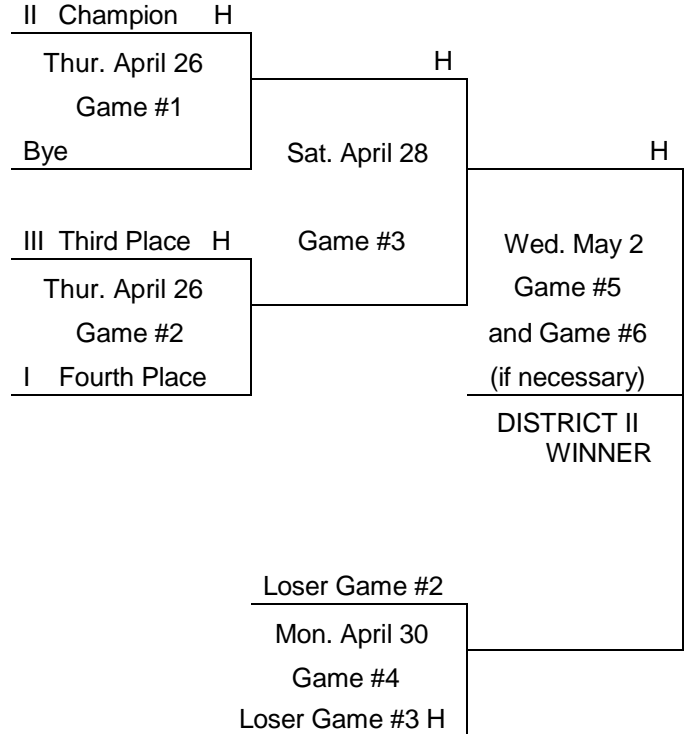 II Champion H
Thur. April 26
Game #1
Bye
H
Sat. April 28
Game #3
III Third Place H
Thur. April 26
Game #2
I Fourth Place
H
Wed. May 2
Game #5
and Game #6
(if necessary)
DISTRICT II
WINNER
Loser Game #2
Mon. April 30
Game #4
Loser Game #3 H